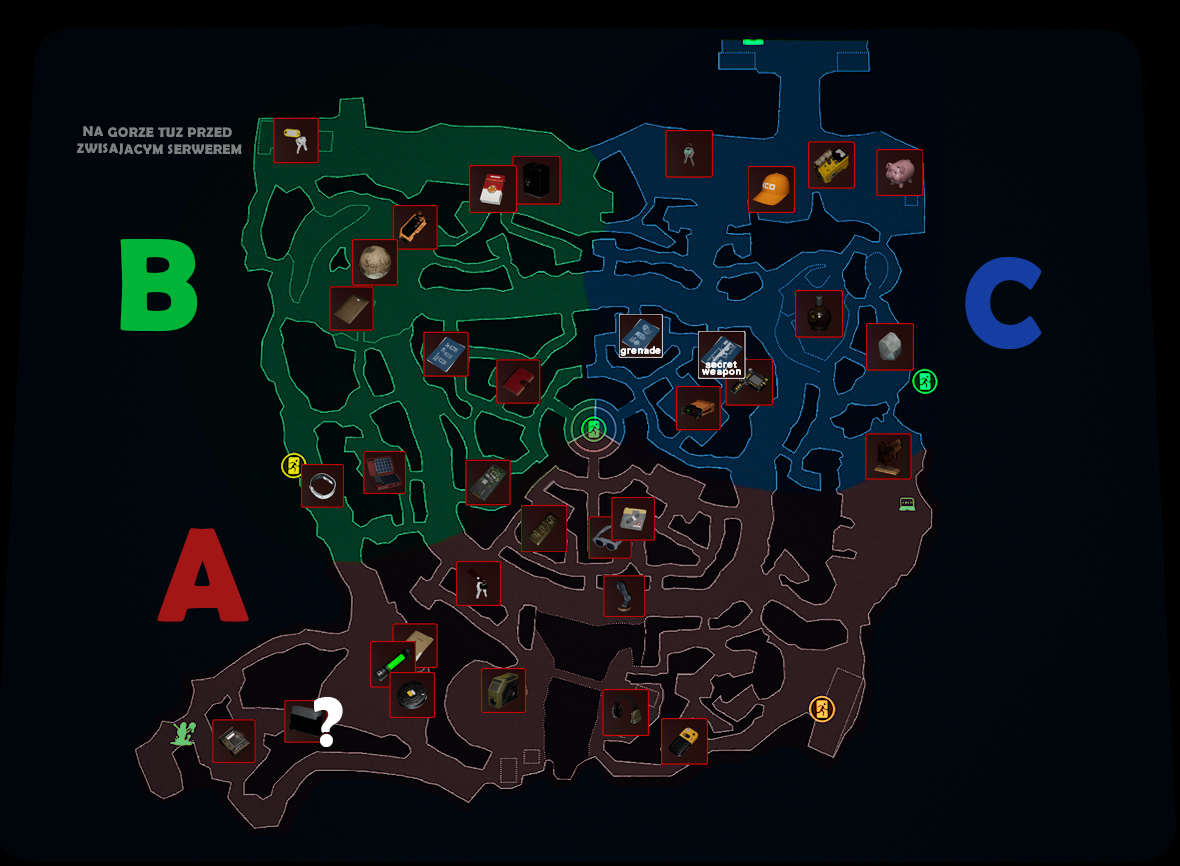 NA GORZE TUZ PRZED
ZWISAJACYM SERWEREM
B
C
grenade
secret
weapon
A
?